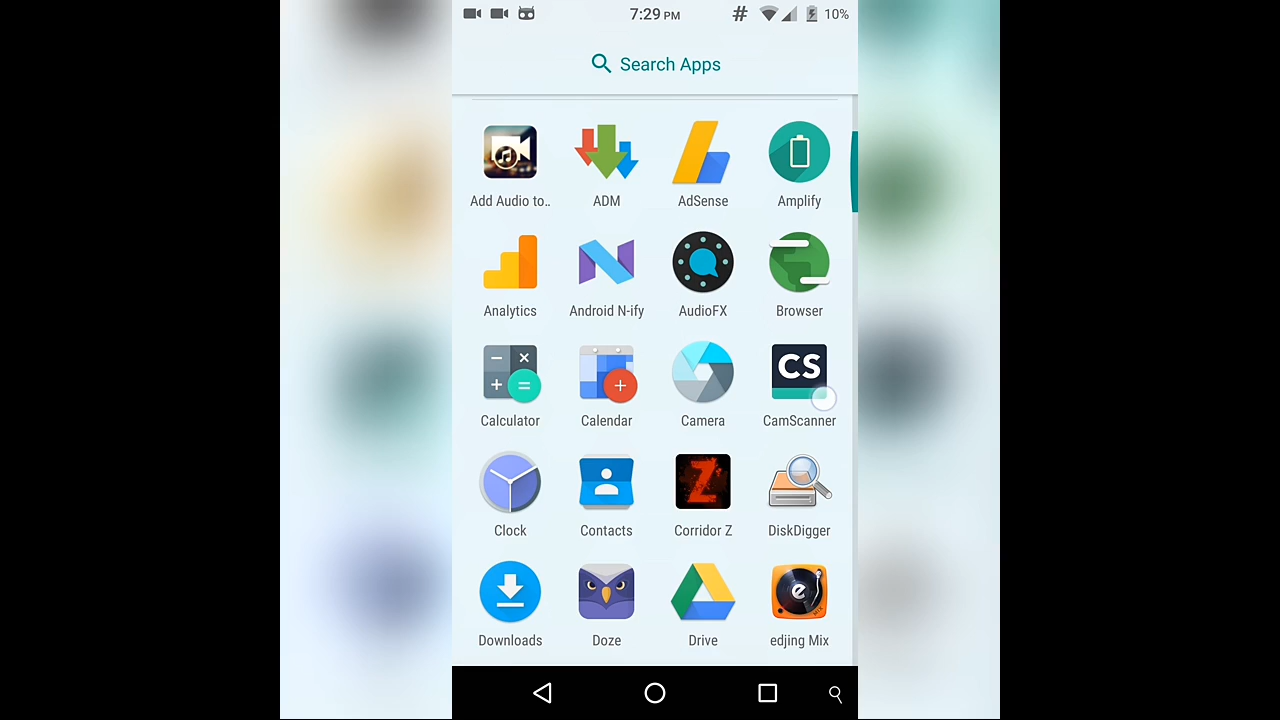 7:29 PM # 10%
Search Apps
Add Audio to.. ADM AdSense Amplify
Analytics Android N-ify AudioFX Browser
CS
Calculator Calendar Camera CamScanner
Z
Clock Contacts Corridor Z DiskDigger
e
Downloads Doze Drive edjing Mix